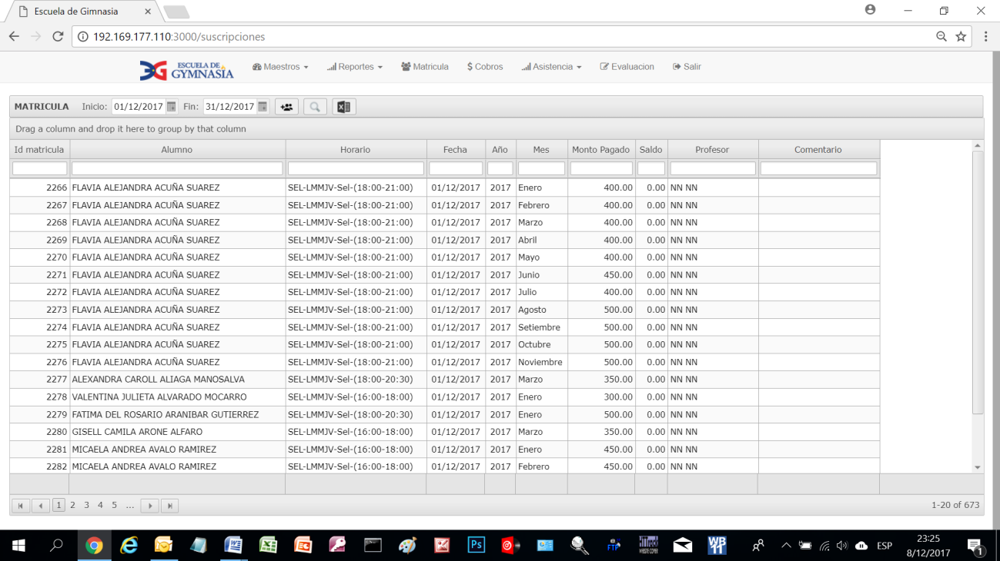 Escuela de Gimnasia
192.169.177.110:3000/suscripciones
ESCUELA DE GYMNASIA Maestros Reportes Matricula $ Cobros Asistencia Evaluacion Salir
MATRICULA Inicio: 01/12/2017 Fin: 31/12/2017
Drag a column and drop it here to group by that column
Id matricula Alumno Horario Fecha Año Mes Monto Pagado Saldo Profesor Comentario
2266 FLAVIA ALEJANDRA ACUÑA SUAREZ SEL-LMMJV-Sel-(18:00-21:00) 01/12/2017 2017 Enero 400.00 0.00 NN NN
2267 FLAVIA ALEJANDRA ACUÑA SUAREZ SEL-LMMJV-Sel-(18:00-21:00) 01/12/2017 2017 Febrero 400.00 0.00 NN NN
2268 FLAVIA ALEJANDRA ACUÑA SUAREZ SEL-LMMJV-Sel-(18:00-21:00) 01/12/2017 2017 Marzo 400.00 0.00 NN NN
2269 FLAVIA ALEJANDRA ACUÑA SUAREZ SEL-LMMJV-Sel-(18:00-21:00) 01/12/2017 2017 Abril 400.00 0.00 NN NN
2270 FLAVIA ALEJANDRA ACUÑA SUAREZ SEL-LMMJV-Sel-(18:00-21:00) 01/12/2017 2017 Mayo 400.00 0.00 NN NN
2271 FLAVIA ALEJANDRA ACUÑA SUAREZ SEL-LMMJV-Sel-(18:00-21:00) 01/12/2017 2017 Junio 450.00 0.00 NN NN
2272 FLAVIA ALEJANDRA ACUÑA SUAREZ SEL-LMMJV-Sel-(18:00-21:00) 01/12/2017 2017 Julio 400.00 0.00 NN NN
2273 FLAVIA ALEJANDRA ACUÑA SUAREZ SEL-LMMJV-Sel-(18:00-21:00) 01/12/2017 2017 Agosto 500.00 0.00 NN NN
2274 FLAVIA ALEJANDRA ACUÑA SUAREZ SEL-LMMJV-Sel-(18:00-21:00) 01/12/2017 2017 Setiembre 500.00 0.00 NN NN
2275 FLAVIA ALEJANDRA ACUÑA SUAREZ SEL-LMMJV-Sel-(18:00-21:00) 01/12/2017 2017 Octubre 500.00 0.00 NN NN
2276 FLAVIA ALEJANDRA ACUÑA SUAREZ SEL-LMMJV-Sel-(18:00-21:00) 01/12/2017 2017 Noviembre 500.00 0.00 NN NN
2277 ALEXANDRA CAROLL ALIAGA MANOSALVA SEL-LMMJV-Sel-(18:00-20:30) 01/12/2017 2017 Marzo 350.00 0.00 NN NN
2278 VALENTINA JULIETA ALVARADO MOCARRO SEL-LMMJV-Sel-(16:00-18:00) 01/12/2017 2017 Enero 300.00 0.00 NN NN
2279 FATIMA DEL ROSARIO ARANIBAR GUTIERREZ SEL-LMMJV-Sel-(18:00-20:30) 01/12/2017 2017 Enero 500.00 0.00 NN NN
2280 GISELL CAMILA ARONE ALFARO SEL-LMMJV-Sel-(16:00-18:00) 01/12/2017 2017 Marzo 350.00 0.00 NN NN
2281 MICAELA ANDREA AVALO RAMIREZ SEL-LMMJV-Sel-(16:00-18:00) 01/12/2017 2017 Enero 450.00 0.00 NN NN
2282 MICAELA ANDREA AVALO RAMIREZ SEL-LMMJV-Sel-(16:00-18:00) 01/12/2017 2017 Febrero 450.00 0.00 NN NN
1 2 3 4 5 ... 1-20 of 673
Ps FTP WB 11 ESP 23:25
8/12/2017 1